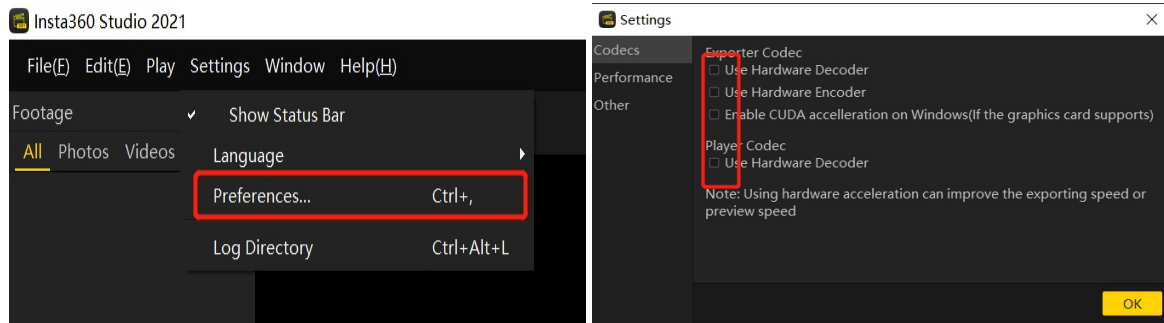 Insta360 Studio 2021
File(F) Edit(E) Play Settings Window Help(H)
Footage
All Photos Videos
Show Status Bar
Language
Preferences... Ctrl+,
Log Directory Ctrl+Alt+L
Settings
Codecs
Performance
Other
Exporter Codec
Use Hardware Decoder
Use Hardware Encoder
Enable CUDA accelleration on Windows(If the graphics card supports)
Player Codec
Use Hardware Decoder
Note: Using hardware acceleration can improve the exporting speed or
preview speed
OK